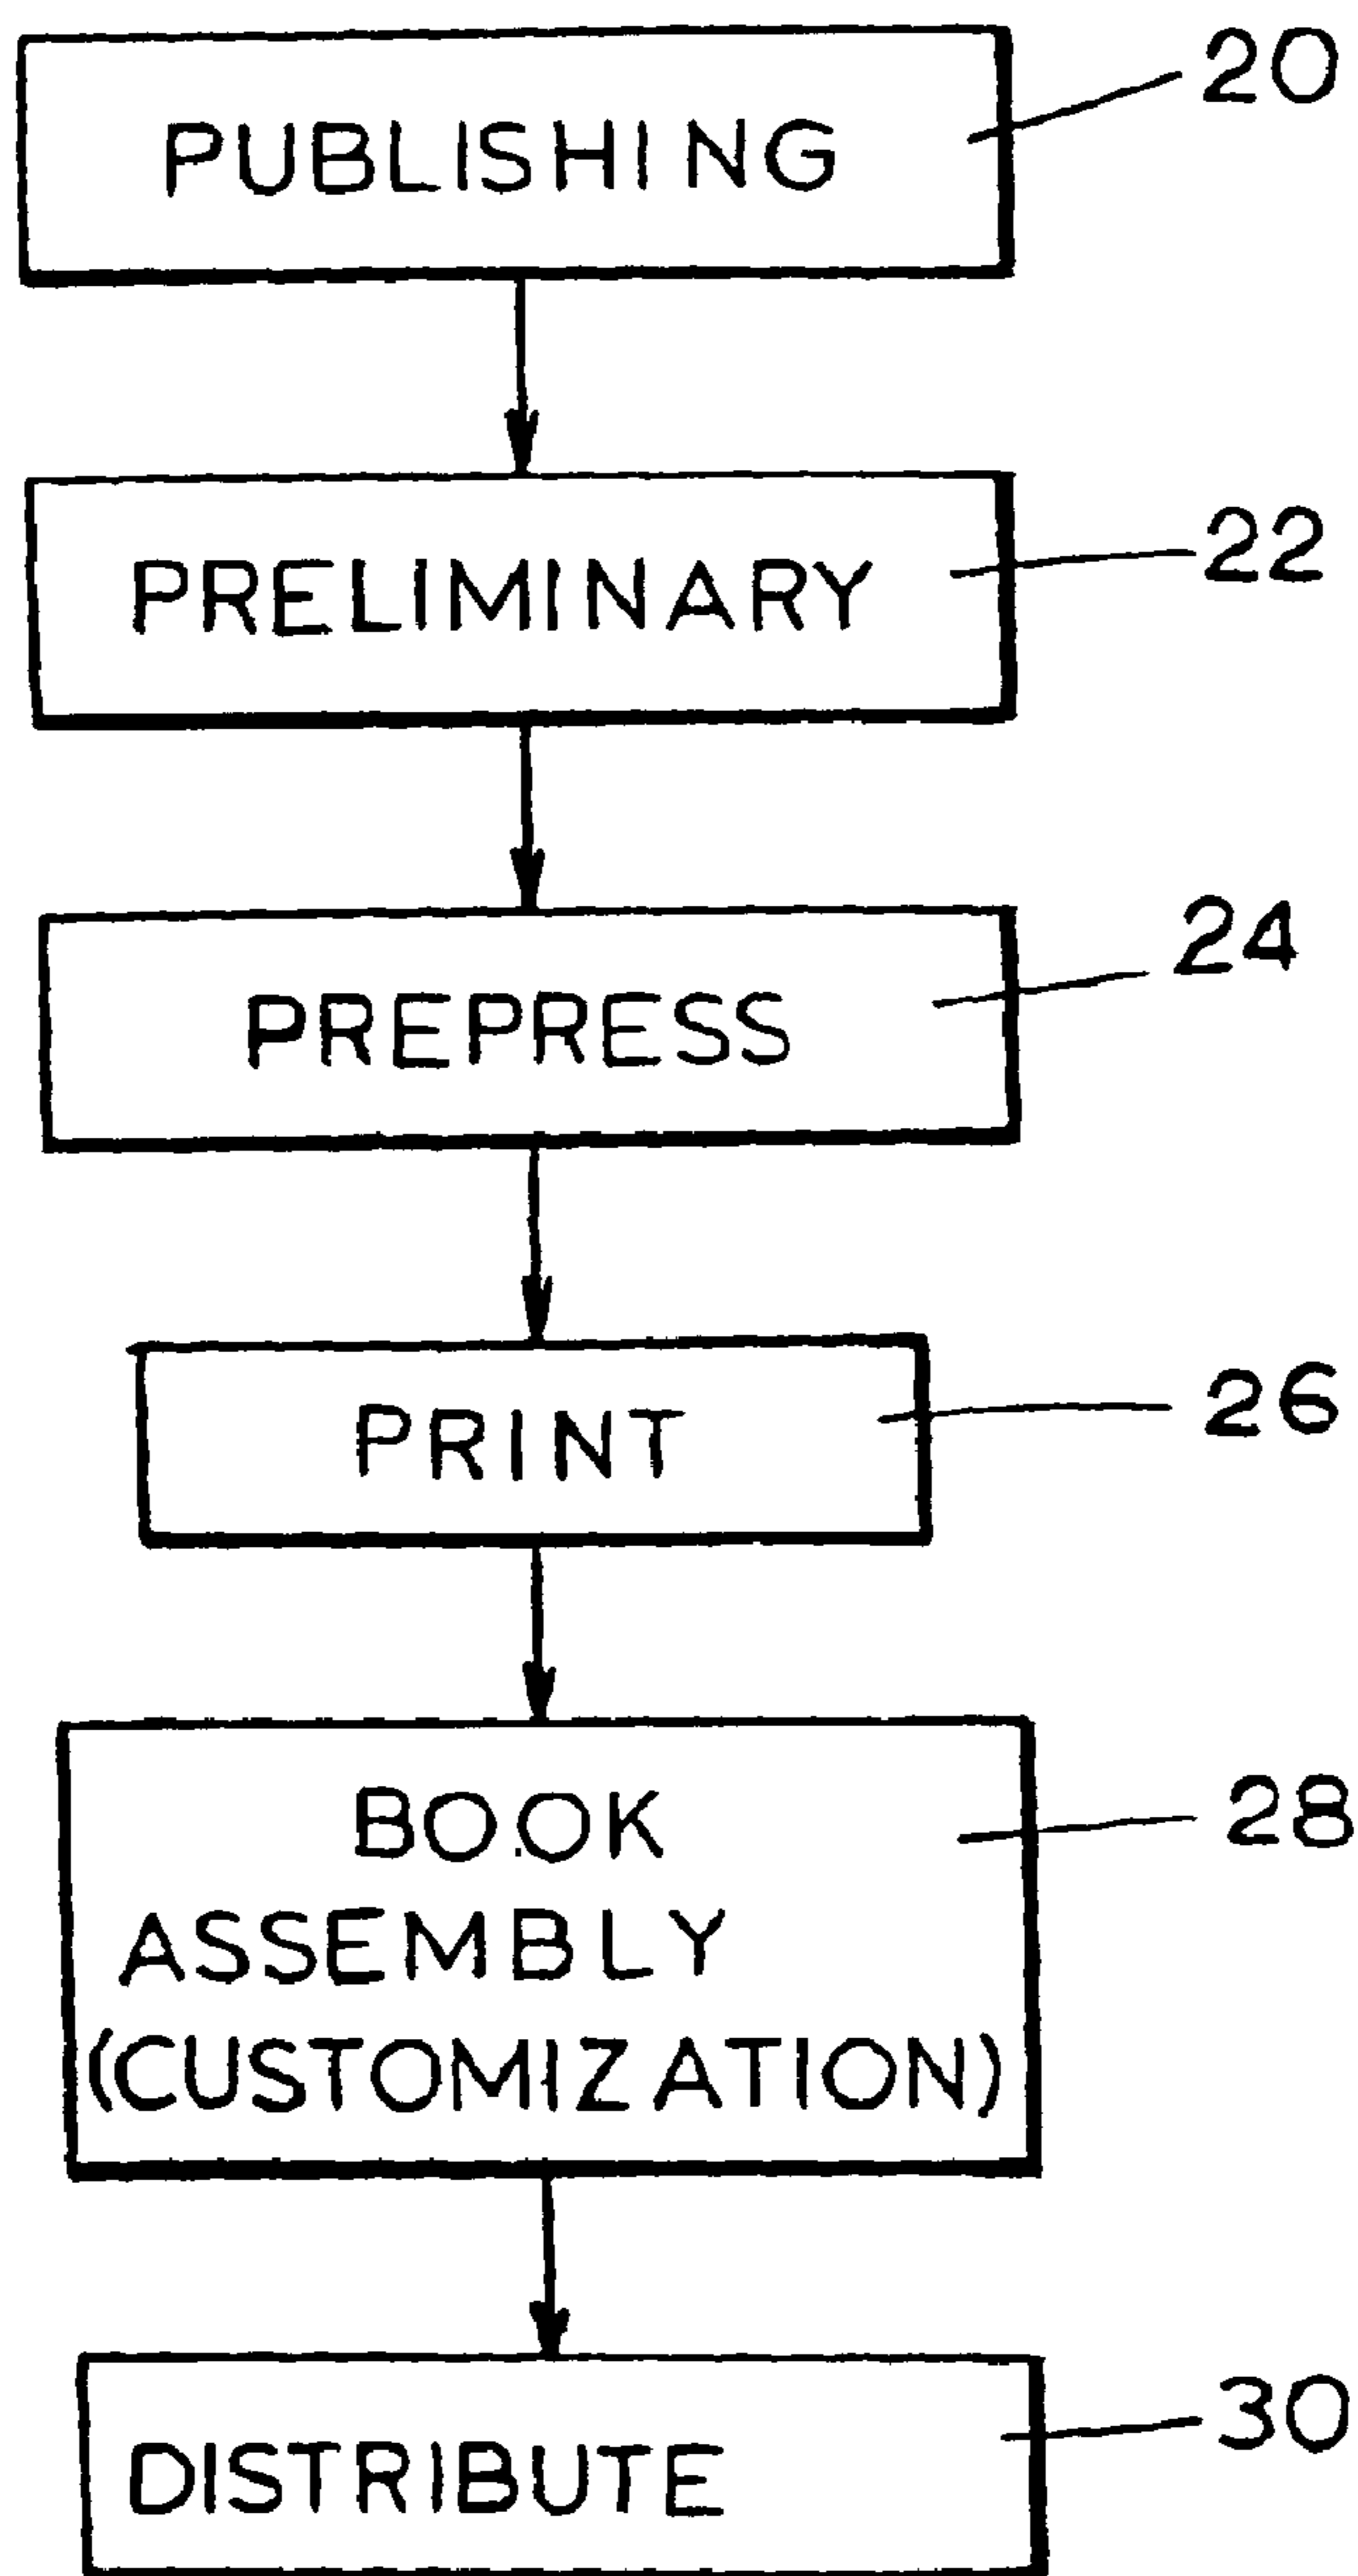 PUBLISHING
20
PRELIMINARY
22
PREPRESS
24
PRINT
26
BOOK
ASSEMBLY
(CUSTOMIZATION)
28
DISTRIBUTE
30